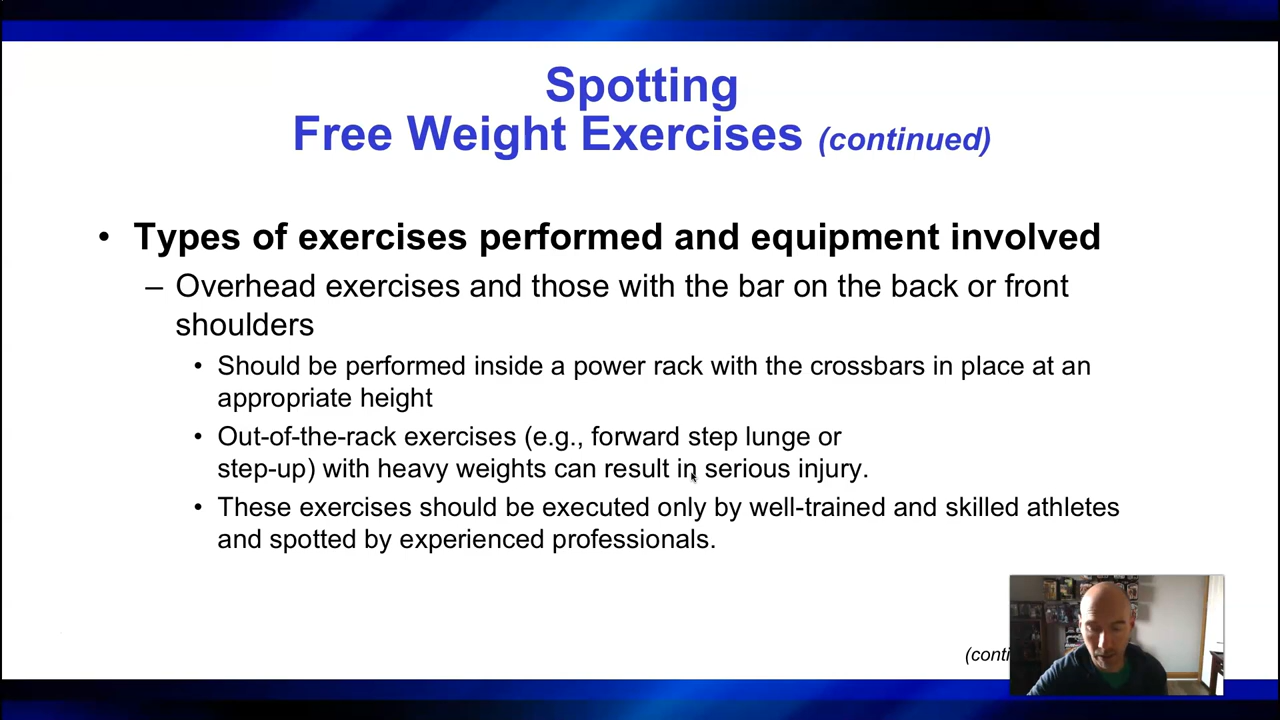 Spotting
Free Weight Exercises (continued)
• Types of exercises performed and equipment involved
– Overhead exercises and those with the bar on the back or front
shoulders
• Should be performed inside a power rack with the crossbars in place at an
appropriate height
• Out-of-the-rack exercises (e.g., forward step lunge or
step-up) with heavy weights can result in serious injury.
• These exercises should be executed only by well-trained and skilled athletes
and spotted by experienced professionals.